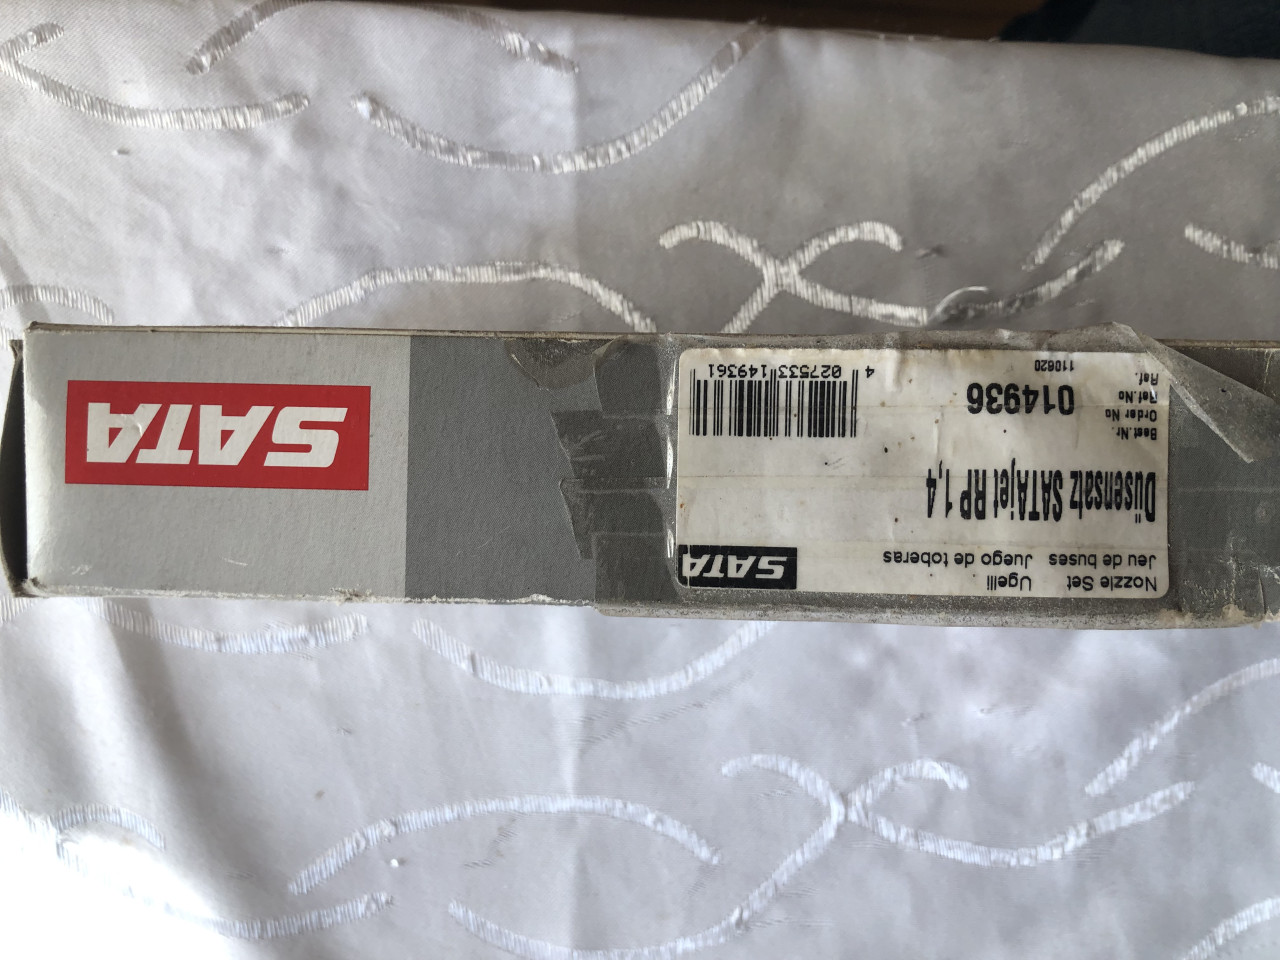 Nozzle Set Ugelli
Jeu de buses Juego de toberas
SATA
Düsensatz SATAjet RP 1,4
Best.Nr.
Order No
Ref.No
Ref.
014936
110620
4 027533 149361
SATA